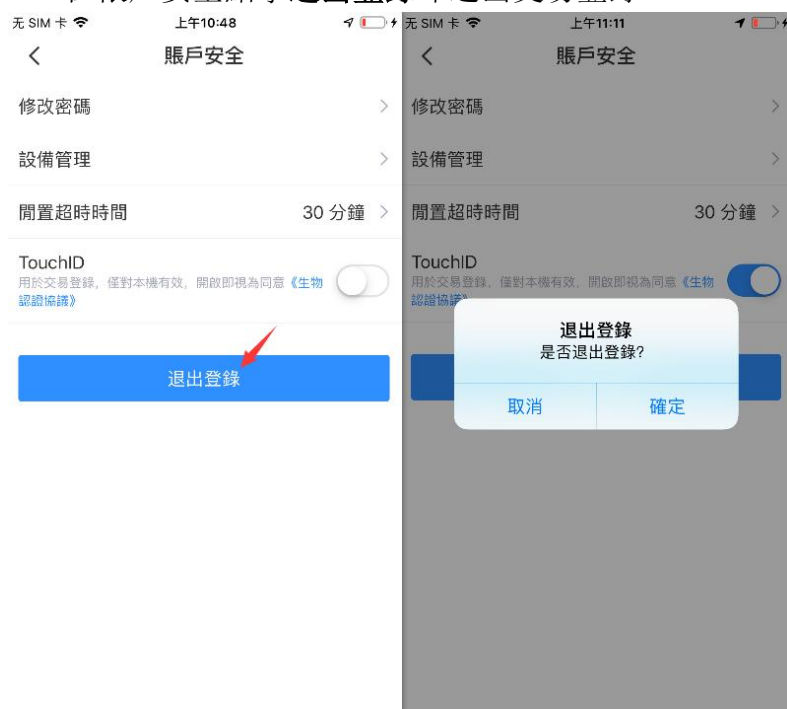 无 SIM 卡
上午10:48
賬戶安全
修改密碼
設備管理
閒置超時時間
30 分鐘
TouchID
用於交易登錄，僅對本機有效，開啟即視為同意《生物
認證協議》
退出登錄
无 SIM 卡
上午11:11
賬戶安全
修改密碼
設備管理
閒置超時時間
30 分鐘
TouchID
用於交易登錄，僅對本機有效，開啟即視為同意《生物
認證協議》
退出登錄
是否退出登錄?
取消
確定